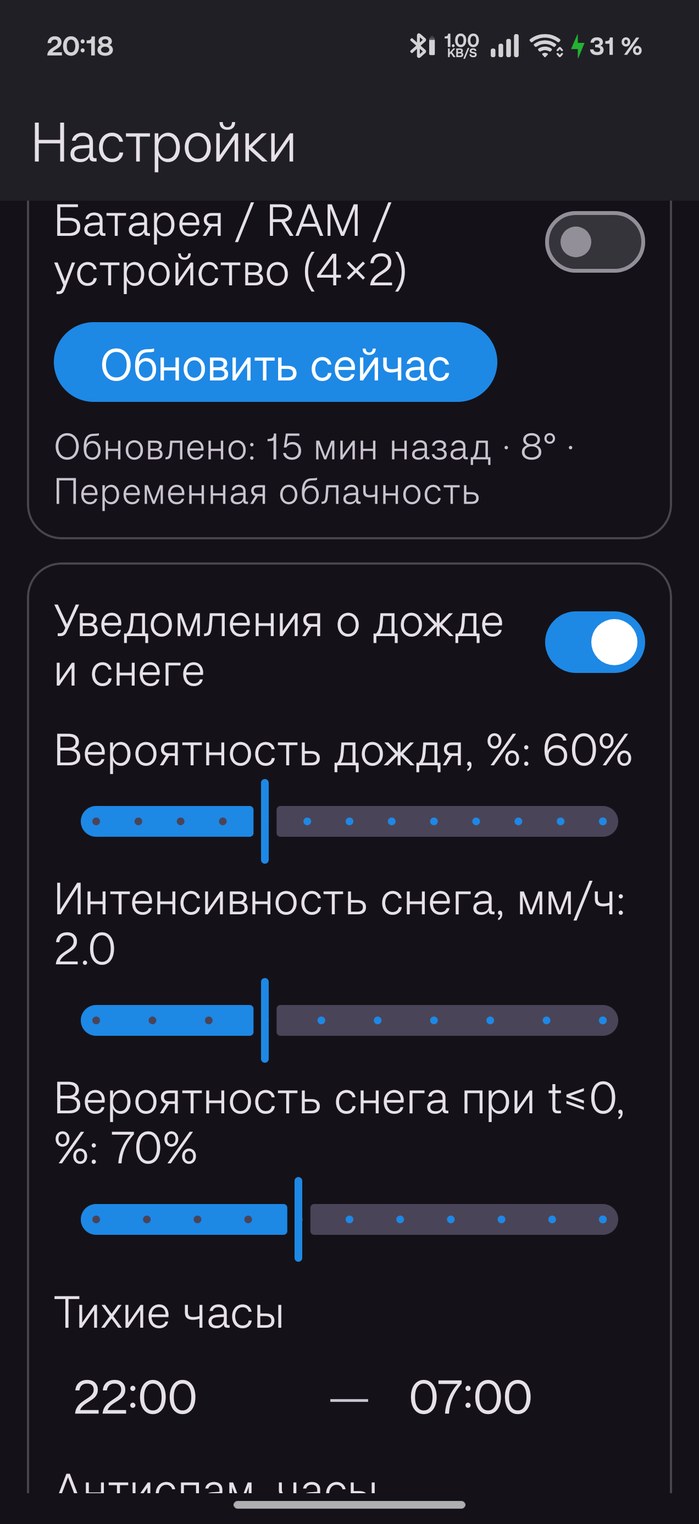 20:18
1.00 KB/S
31 %
Настройки
Батарея / RAM /
устройство (4×2)
Обновить сейчас
Обновлено: 15 мин назад · 8° ·
Переменная облачность
Уведомления о дожде
и снеге
Вероятность дождя, %: 60%
Интенсивность снега, мм/ч:
2.0
Вероятность снега при t≤0,
%: 70%
Тихие часы
22:00 — 07:00
Антиспам, часы